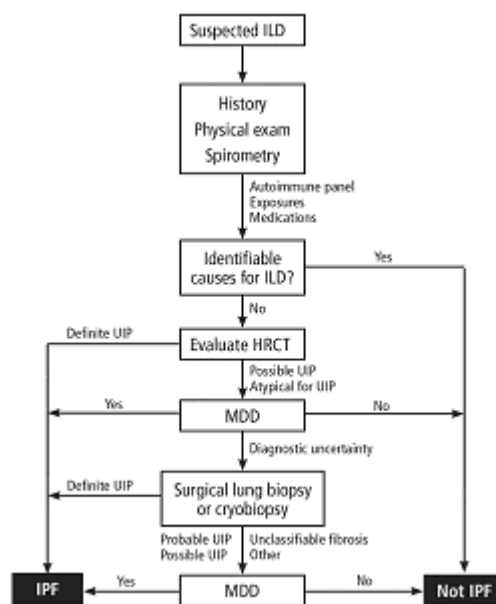 Suspected ILD
History
Physical exam
Spirometry
Autoimmune panel
Exposures
Medications
Identifiable
causes for ILD?
Yes
No
Definite UIP
Evaluate HRCT
Possible UIP
Atypical for UIP
Yes
MDD
No
Diagnostic uncertainty
Definite UIP
Surgical lung biopsy
or cryobiopsy
Probable UIP
Possible UIP
Unclassifiable fibrosis
Other
IPF
Yes
MDD
No
Not IPF